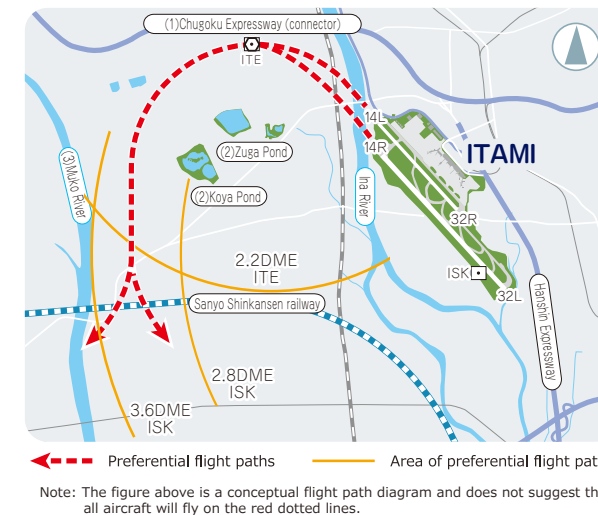 (1)Chugoku Expressway (connector)
ITE
14L
14R
ITAMI
(2)Zuga Pond
(3)Muko River
(2)Koya Pond
Ina River
32R
2.2DME
ITE
ISK
32L
Sanyo Shinkansen railway
Hanshin Expressway
2.8DME
ISK
3.6DME
ISK
Preferential flight paths
Area of preferential flight pat
Note: The figure above is a conceptual flight path diagram and does not suggest th
all aircraft will fly on the red dotted lines.